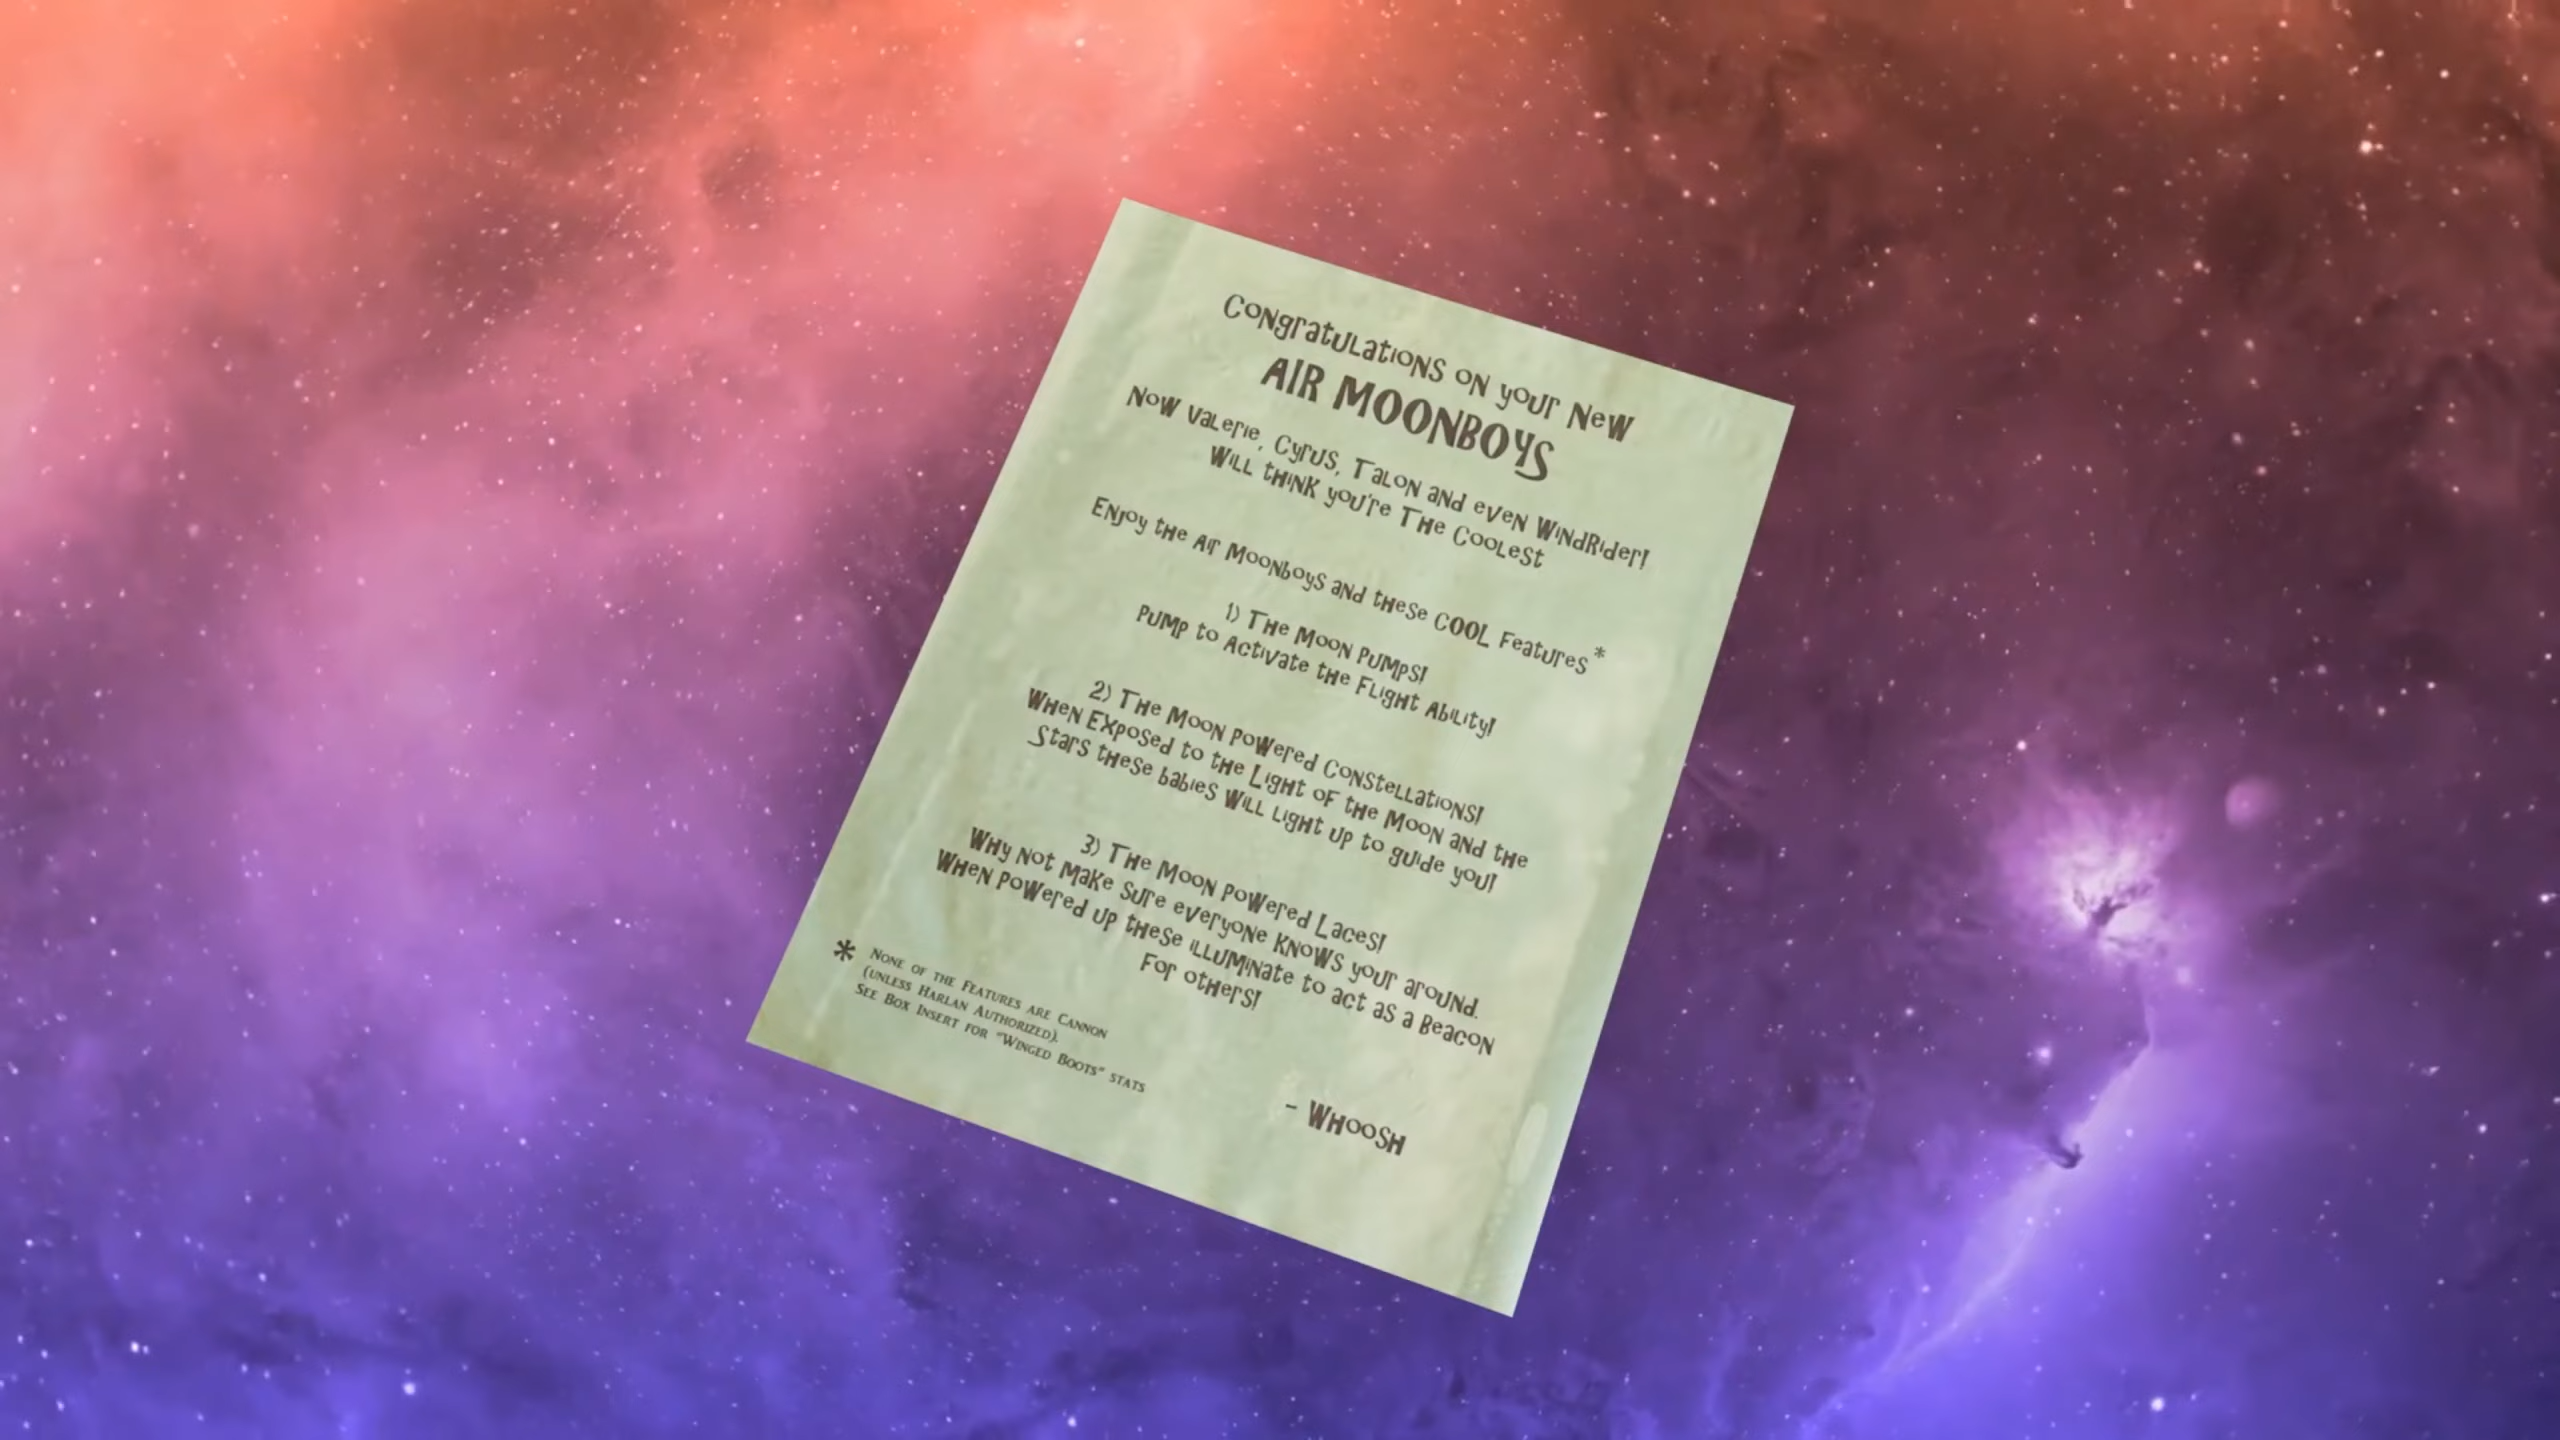 Congratulations on your New
AIR MOONBOYS
Now Valerie, Cyrus, Talon and even WindRider!
Will think you're The Coolest
Enjoy the Air Moonboys and these COOL Features*
1) The Moon Pumps!
Pump to Activate the Flight Ability!
2) The Moon Powered Constellations!
When Exposed to the Light of the Moon and the
Stars these babies will light up to guide you!
3) The Moon Powered Laces!
Why not make sure everyone knows your around.
When powered up these illuminate to act as a Beacon
For others!
* None of the Features are Cannon
(unless Harlan Authorized).
See Box Insert for "Winged Boots" stats
- Whoosh